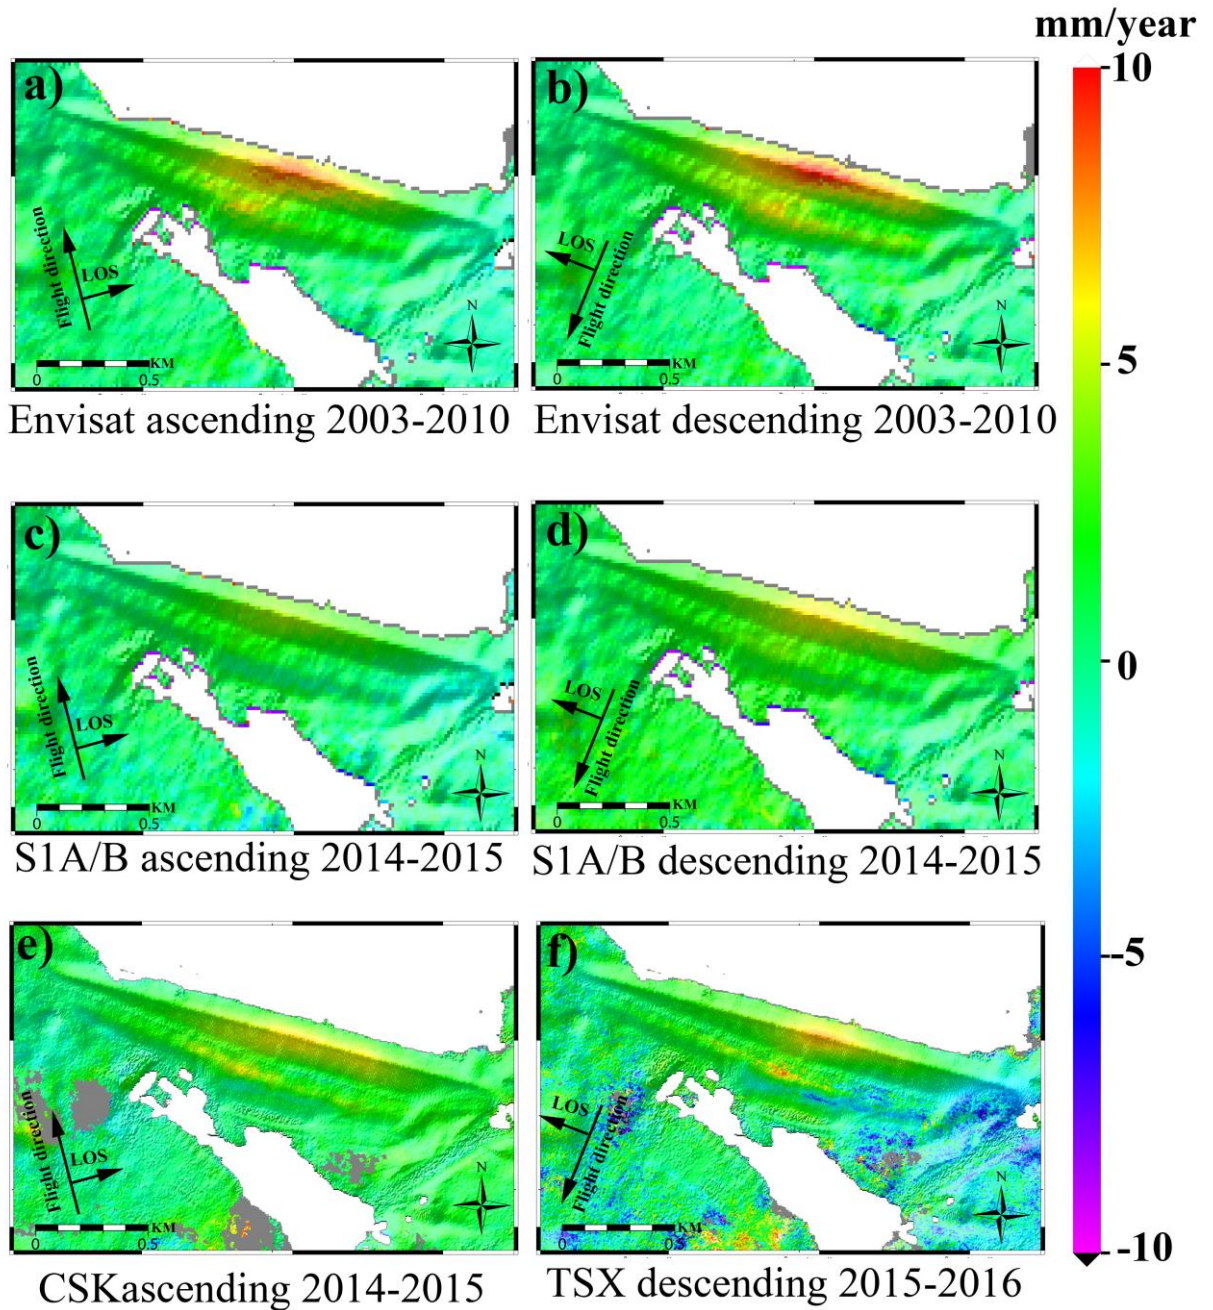 mm/year
10
5
0
-5
-10
a)
Flight direction
LOS
N
KM
0 0.5
Envisat ascending 2003-2010
b)
LOS
Flight direction
N
KM
0 0.5
Envisat descending 2003-2010
c)
Flight direction
LOS
N
KM
0 0.5
S1A/B ascending 2014-2015
d)
LOS
Flight direction
N
KM
0 0.5
S1A/B descending 2014-2015
e)
Flight direction
LOS
N
KM
0 0.5
CSKascending 2014-2015
f)
LOS
Flight direction
N
KM
0 0.5
TSX descending 2015-2016